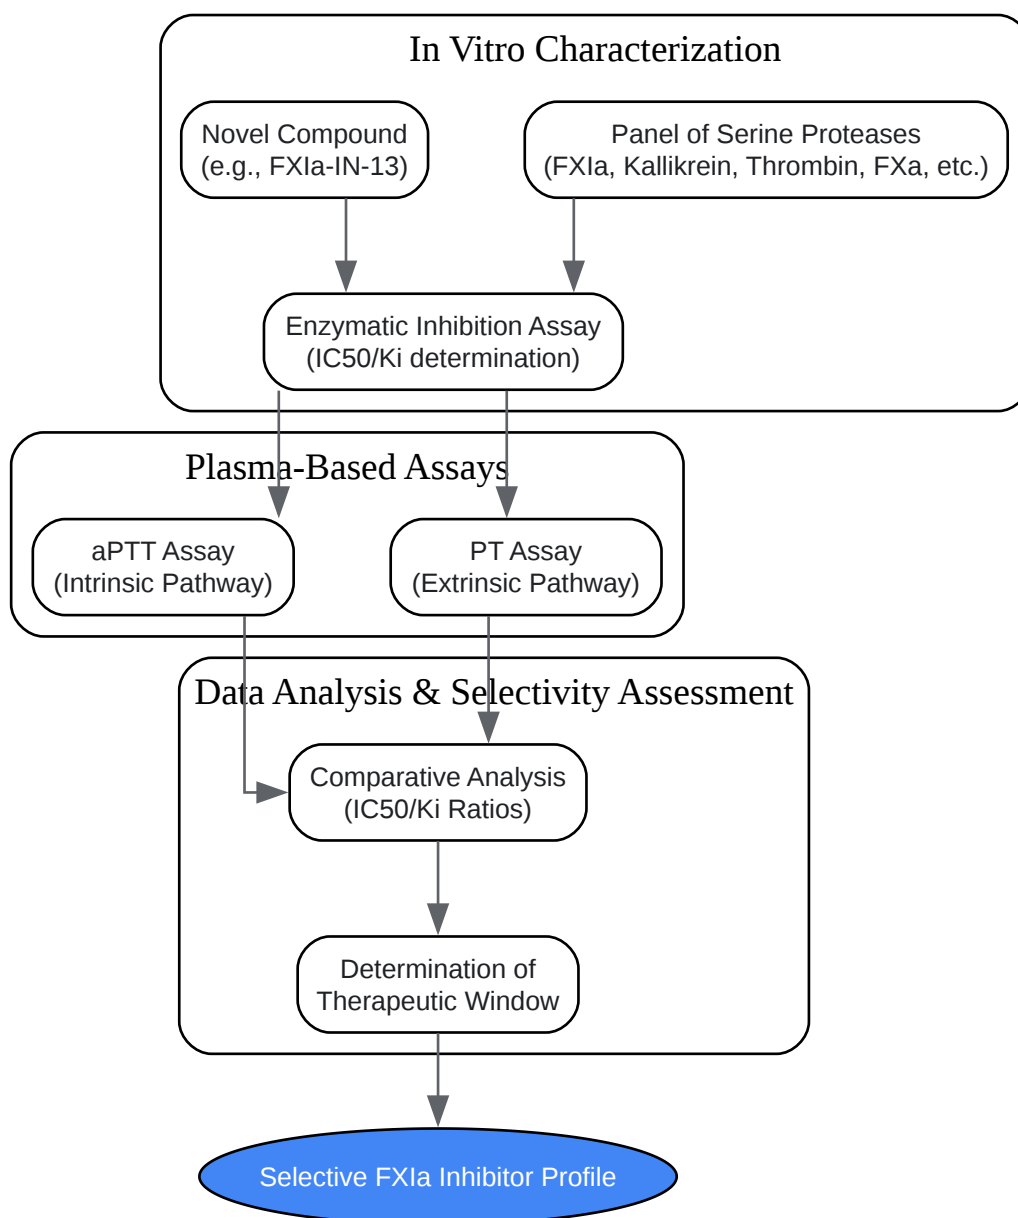 In Vitro Characterization
Novel Compound
(e.g., FXIa-IN-13)
Panel of Serine Proteases
(FXIa, Kallikrein, Thrombin, FXa, etc.)
Enzymatic Inhibition Assay
(IC50/Ki determination)
Plasma-Based Assays
aPTT Assay
(Intrinsic Pathway)
PT Assay
(Extrinsic Pathway)
Data Analysis & Selectivity Assessment
Comparative Analysis
(IC50/Ki Ratios)
Determination of
Therapeutic Window
Selective FXIa Inhibitor Profile